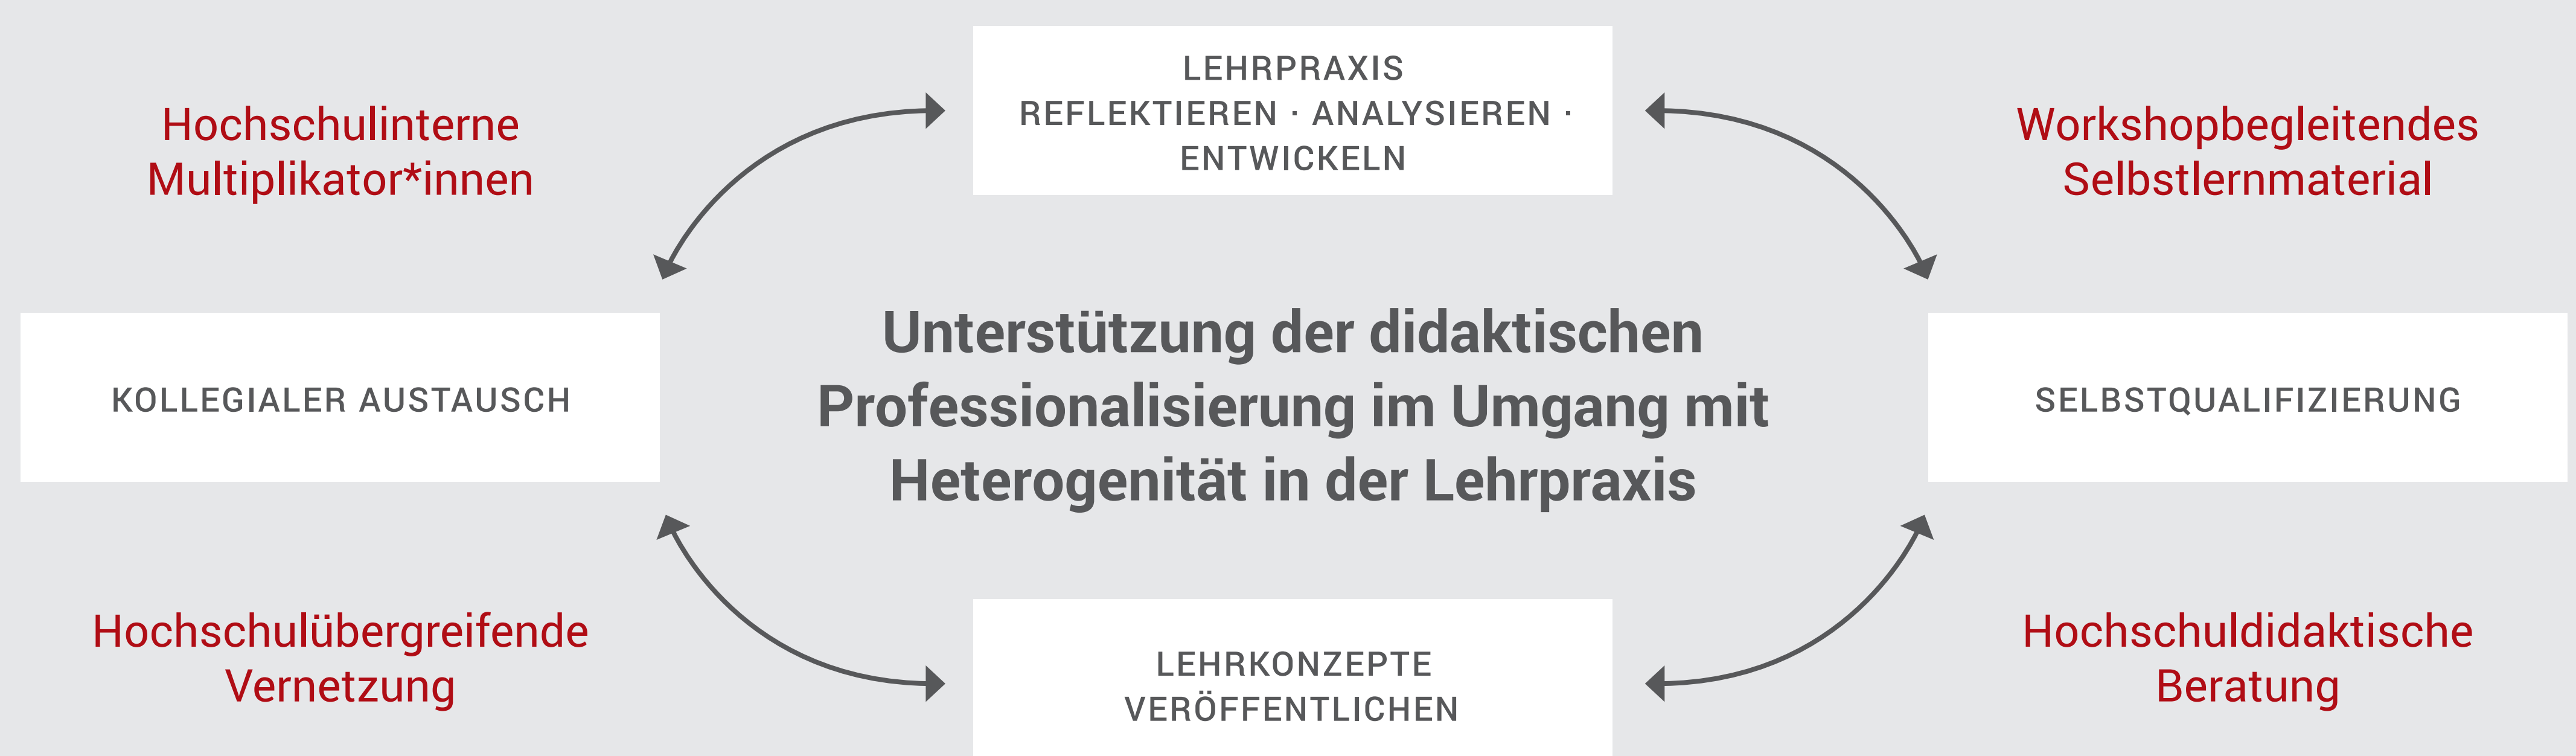 LEHRPRAXIS
REFLEKTIEREN · ANALYSIEREN ·
ENTWICKELN
Hochschulinterne
Multiplikator*innen
Workshopbegleitendes
Selbstlernmaterial
KOLLEGIALER AUSTAUSCH
Unterstützung der didaktischen
Professionalisierung im Umgang mit
Heterogenität in der Lehrpraxis
SELBSTQUALIFIZIERUNG
Hochschulübergreifende
Vernetzung
LEHRKONZEPTE
VERÖFFENTLICHEN
Hochschuldidaktische
Beratung